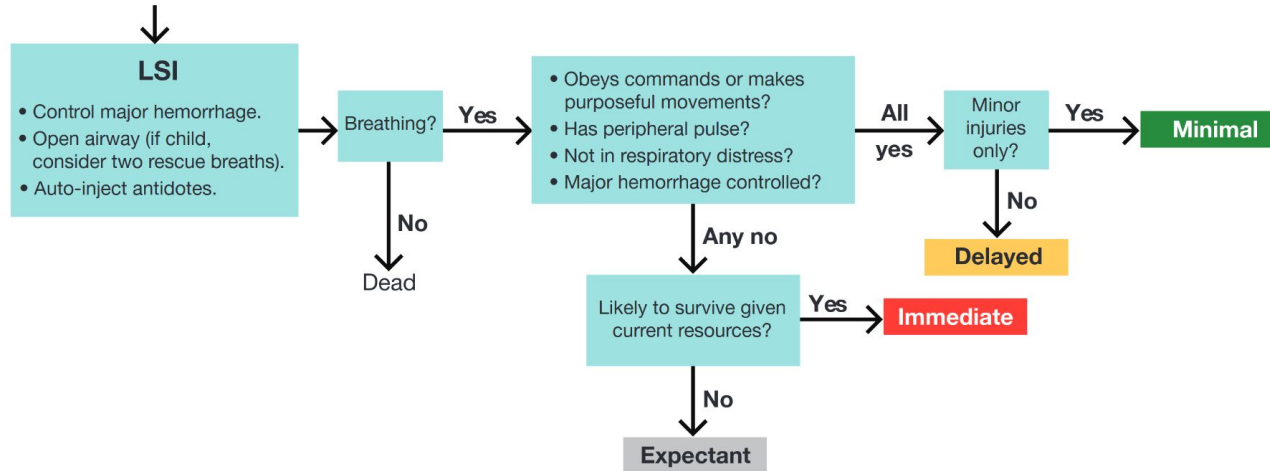 LSI
• Control major hemorrhage.
• Open airway (if child,
consider two rescue breaths).
• Auto-inject antidotes.
Breathing?
Yes
No
Dead
• Obeys commands or makes
purposeful movements?
• Has peripheral pulse?
• Not in respiratory distress?
• Major hemorrhage controlled?
All
yes
Minor
injuries
only?
Yes
Minimal
No
Delayed
Any no
Likely to survive given
current resources?
Yes
Immediate
No
Expectant